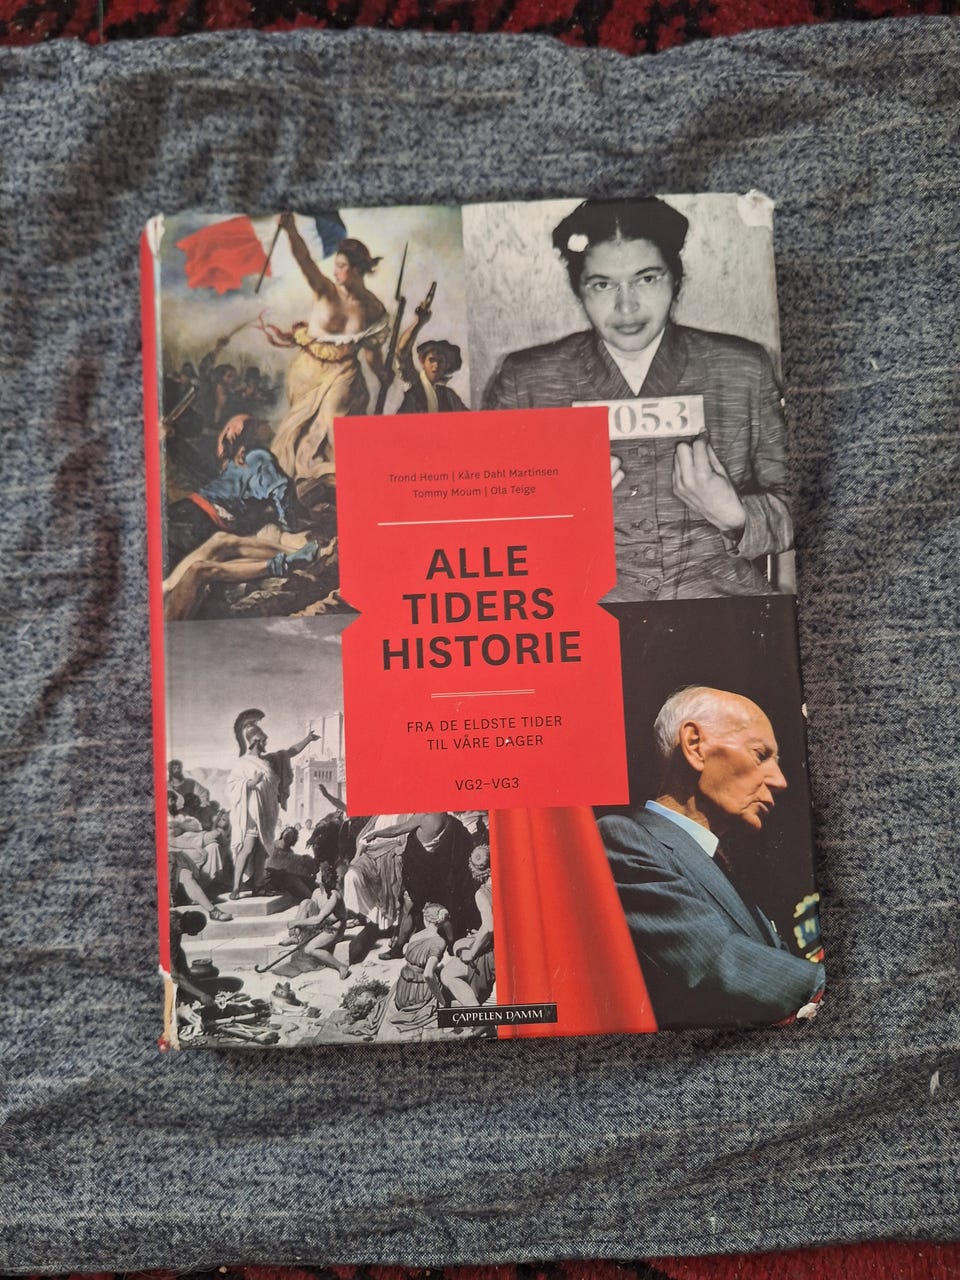 7053
Trond Heum | Kåre Dahl Martinsen
Tommy Moum | Ola Teige
ALLE
TIDERS
HISTORIE
FRA DE ELDSTE TIDER
TIL VÅRE DAGER
VG2–VG3
CAPPELEN DAMM